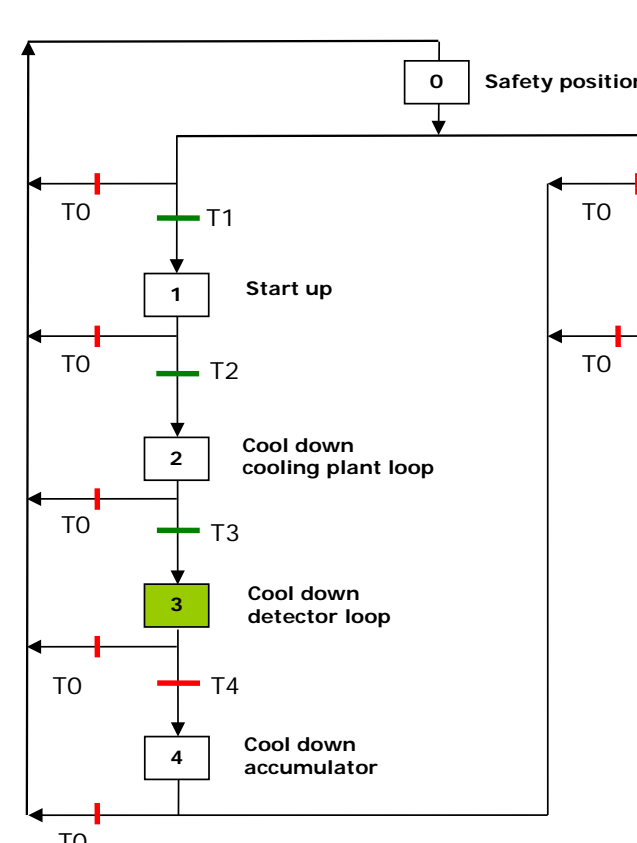 0 Safety position
T0
T1
T0
1 Start up
T0
T2
T0
2 Cool down
cooling plant loop
T0
T3
3 Cool down
detector loop
T0
T4
4 Cool down
accumulator
T0